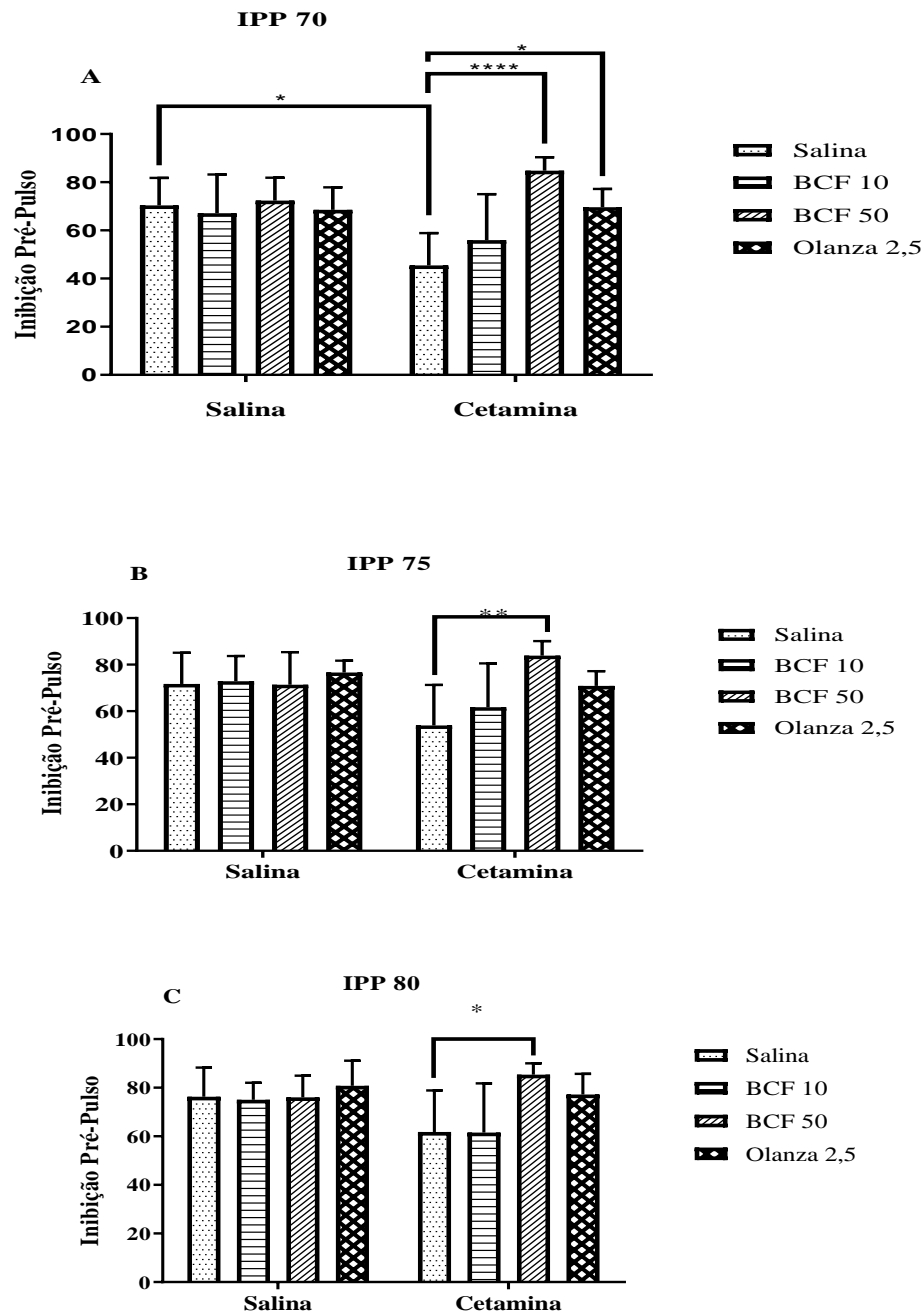 IPP 70
A
*
****
*
Inibição Pré-Pulso
100
80
60
40
20
0
Salina
Cetamina
Salina
BCF 10
BCF 50
Olanza 2,5
IPP 75
B
**
Inibição Pré-Pulso
100
80
60
40
20
0
Salina
Cetamina
Salina
BCF 10
BCF 50
Olanza 2,5
IPP 80
C
*
Inibição Pré-Pulso
100
80
60
40
20
0
Salina
Cetamina
Salina
BCF 10
BCF 50
Olanza 2,5